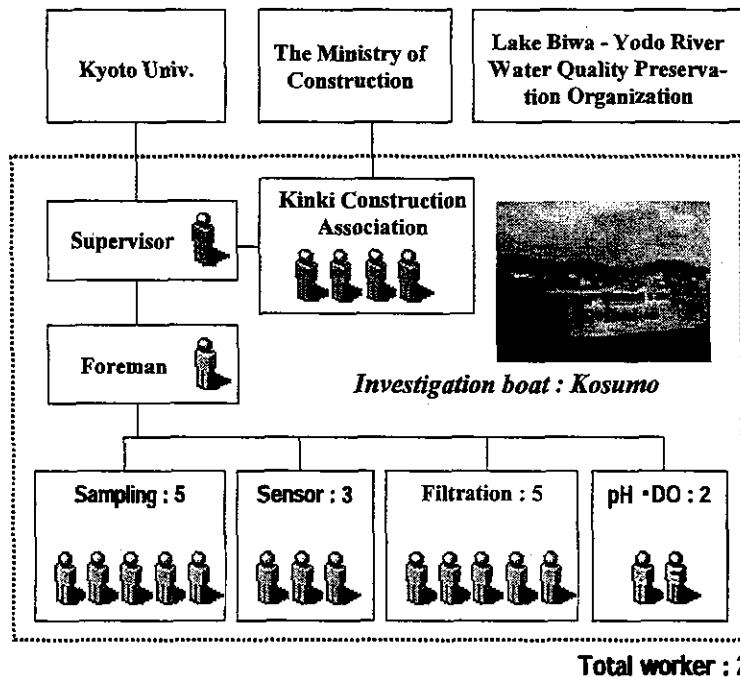 Kyoto Univ.
The Ministry of
Construction
Lake Biwa - Yodo River
Water Quality Preserva-
tion Organization
Supervisor
Kinki Construction
Association
Foreman
Investigation boat : Kosumo
Sampling : 5
Sensor : 3
Filtration : 5
pH・DO : 2
Total worker :